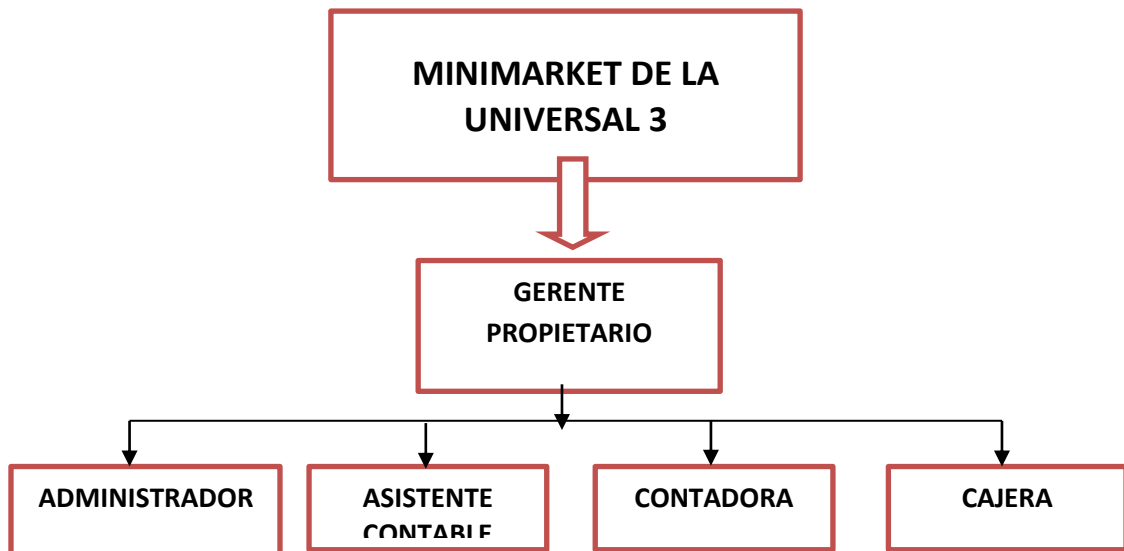 MINIMARKET DE LA
UNIVERSAL 3
GERENTE
PROPIETARIO
ADMINISTRADOR
ASISTENTE
CONTABLE
CONTADORA
CAJERA